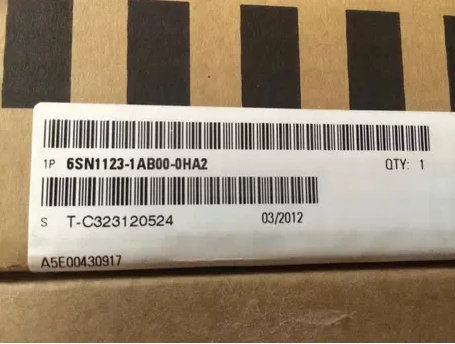 1P 6SN1123-1AB00-0HA2 QTY: 1
S T-C323120524 03/2012
A5E00430917